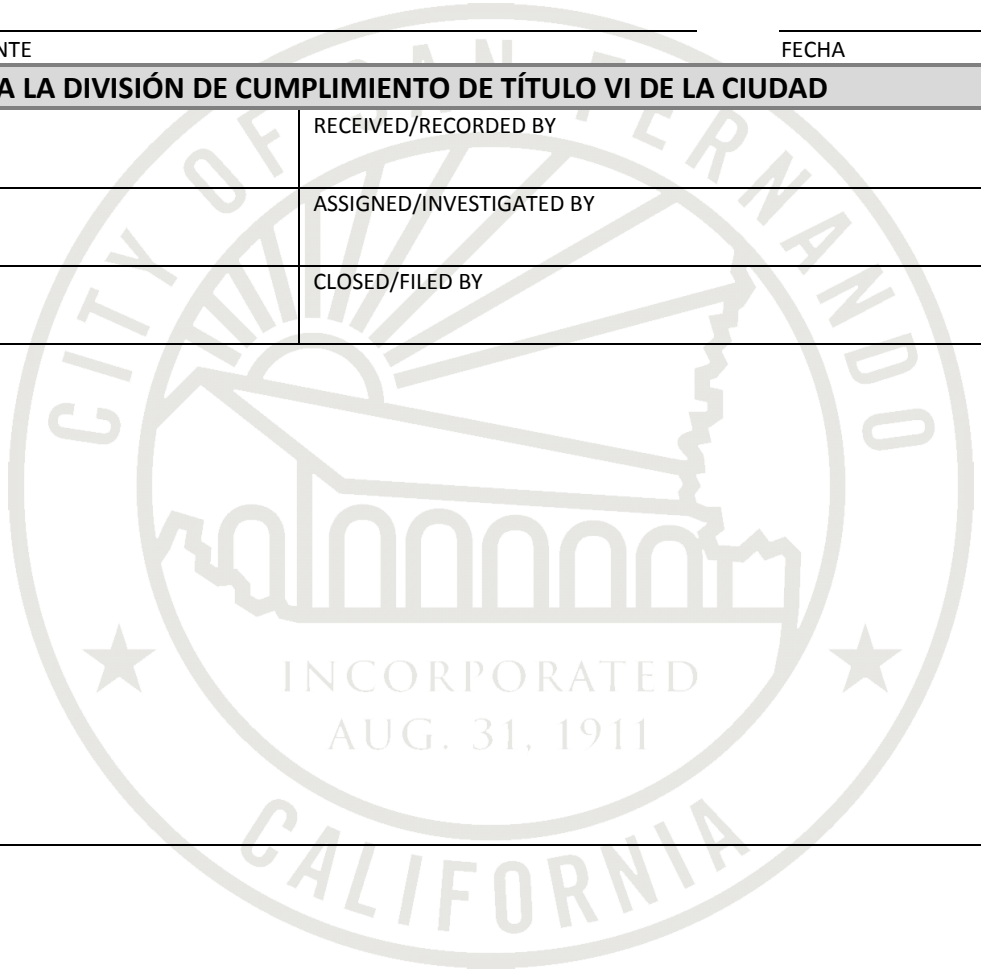 NTE FECHA
A LA DIVISIÓN DE CUMPLIMIENTO DE TÍTULO VI DE LA CIUDAD
RECEIVED/RECORDED BY
ASSIGNED/INVESTIGATED BY
CLOSED/FILED BY
CITY OF SAN FERNANDO
INCORPORATED
AUG. 31, 1911
CALIFORNIA